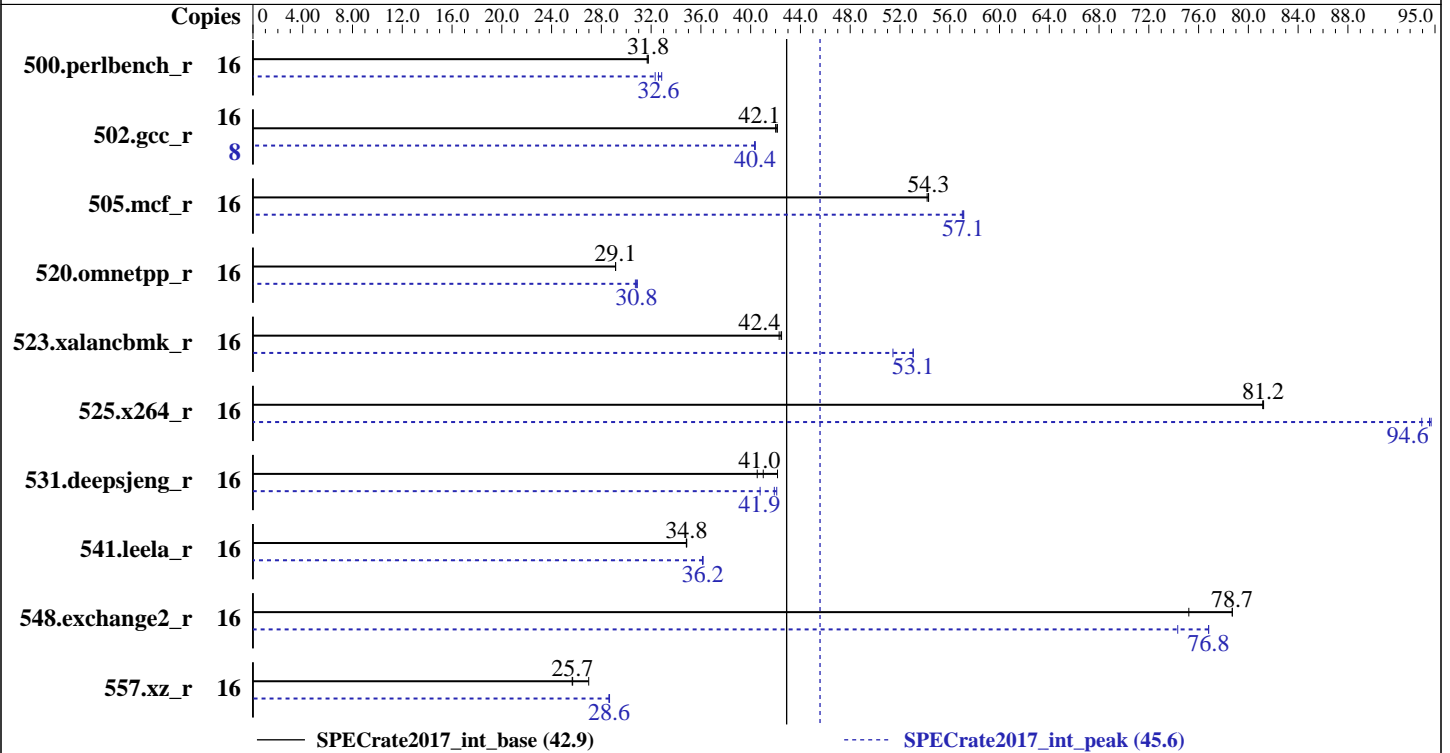 Copies 0 4.00 8.00 12.0 16.0 20.0 24.0 28.0 32.0 36.0 40.0 44.0 48.0 52.0 56.0 60.0 64.0 68.0 72.0 76.0 80.0 84.0 88.0 95.0
31.8
500.perlbench_r 16
32.6
16 42.1
502.gcc_r
8 40.4
54.3
505.mcf_r 16
57.1
29.1
520.omnetpp_r 16
30.8
42.4
523.xalancbmk_r 16
53.1
81.2
525.x264_r 16
94.6
41.0
531.deepsjeng_r 16
41.9
34.8
541.leela_r 16
36.2
78.7
548.exchange2_r 16
76.8
25.7
557.xz_r 16
28.6
SPECrate2017_int_base (42.9) SPECrate2017_int_peak (45.6)